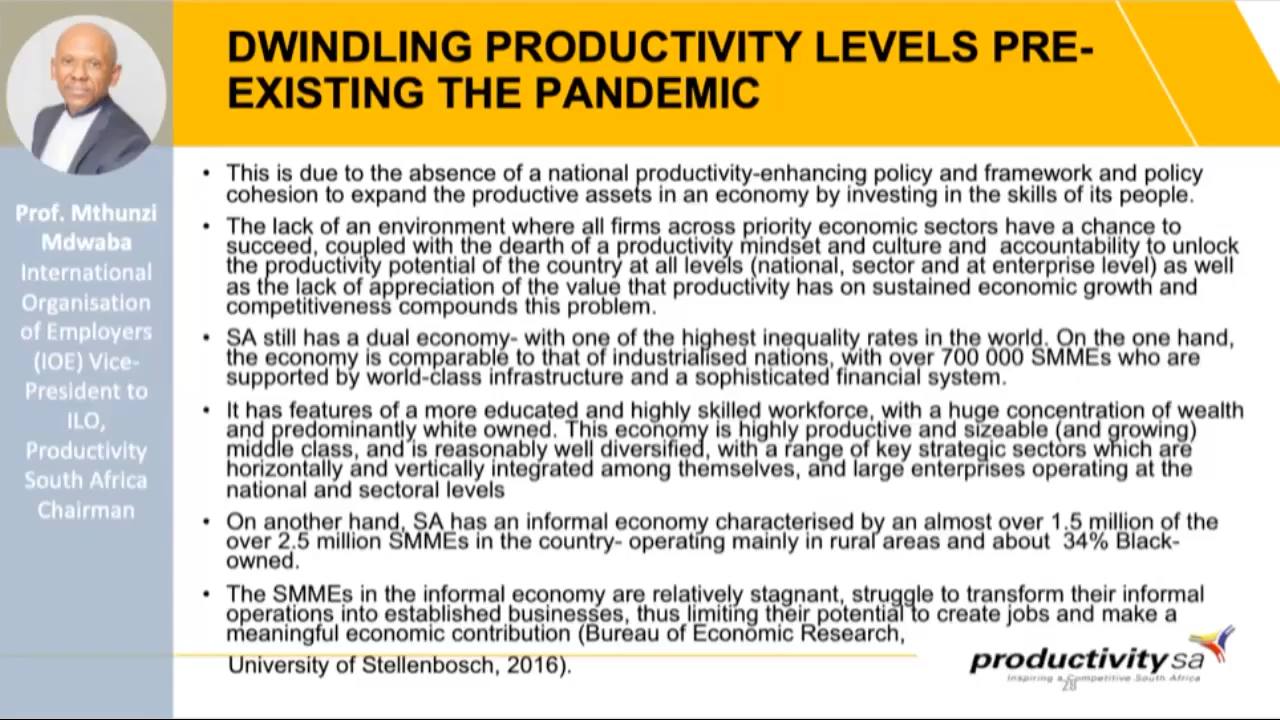 DWINDLING PRODUCTIVITY LEVELS PRE-
EXISTING THE PANDEMIC
Prof. Mthunzi
Mdwaba
International
Organisation
of Employers
(IOE) Vice-
President to
ILO,
Productivity
South Africa
Chairman
• This is due to the absence of a national productivity-enhancing policy and framework and policy
cohesion to expand the productive assets in an economy by investing in the skills of its people.
• The lack of an environment where all firms across priority economic sectors have a chance to
succeed, coupled with the dearth of a productivity mindset and culture and  accountability to unlock
the productivity potential of the country at all levels (national, sector and at enterprise level) as well
as the lack of appreciation of the value that productivity has on sustained economic growth and
competitiveness compounds this problem.
• SA still has a dual economy- with one of the highest inequality rates in the world. On the one hand,
the economy is comparable to that of industrialised nations, with over 700 000 SMMEs who are
supported by world-class infrastructure and a sophisticated financial system.
• It has features of a more educated and highly skilled workforce, with a huge concentration of wealth
and predominantly white owned. This economy is highly productive and sizeable (and growing)
middle class, and is reasonably well diversified, with a range of key strategic sectors which are
horizontally and vertically integrated among themselves, and large enterprises operating at the
national and sectoral levels
• On another hand, SA has an informal economy characterised by an almost over 1.5 million of the
over 2.5 million SMMEs in the country- operating mainly in rural areas and about  34% Black-
owned.
• The SMMEs in the informal economy are relatively stagnant, struggle to transform their informal
operations into established businesses, thus limiting their potential to create jobs and make a
meaningful economic contribution (Bureau of Economic Research,
University of Stellenbosch, 2016).
productivity sa
Inspiring a Competitive South Africa
28